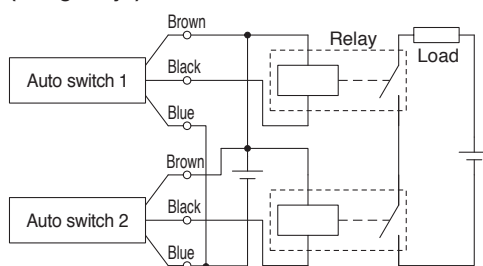 Brown
Relay
Load
Black
Auto switch 1
Blue
Brown
Black
Auto switch 2
Blue